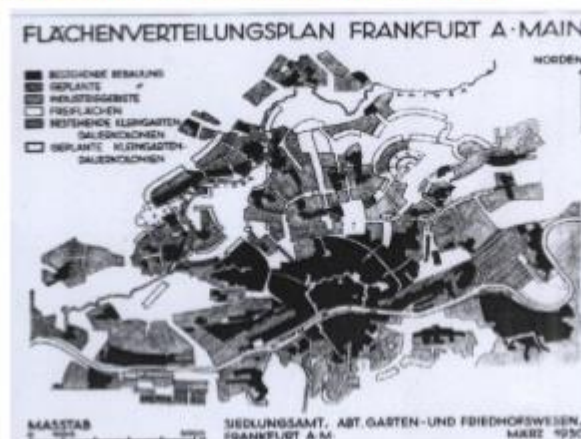 FLÄCHENVERTEILUNGSPLAN FRANKFURT A·MAIN
NORDEN
BESTEHENDE BEBAUUNG
GEPLANTE "
INDUSTRIEGEBIETE
FREIFLÄCHEN
BESTEHENDE KLEINGARTEN-
DAUERKOLONIEN
GEPLANTE KLEINGARTEN-
DAUERKOLONIEN
MASSTAB
SIEDLUNGSAMT, ABT. GARTEN- UND FRIEDHOFSWESEN,
FRANKFURT A.M. MÄRZ